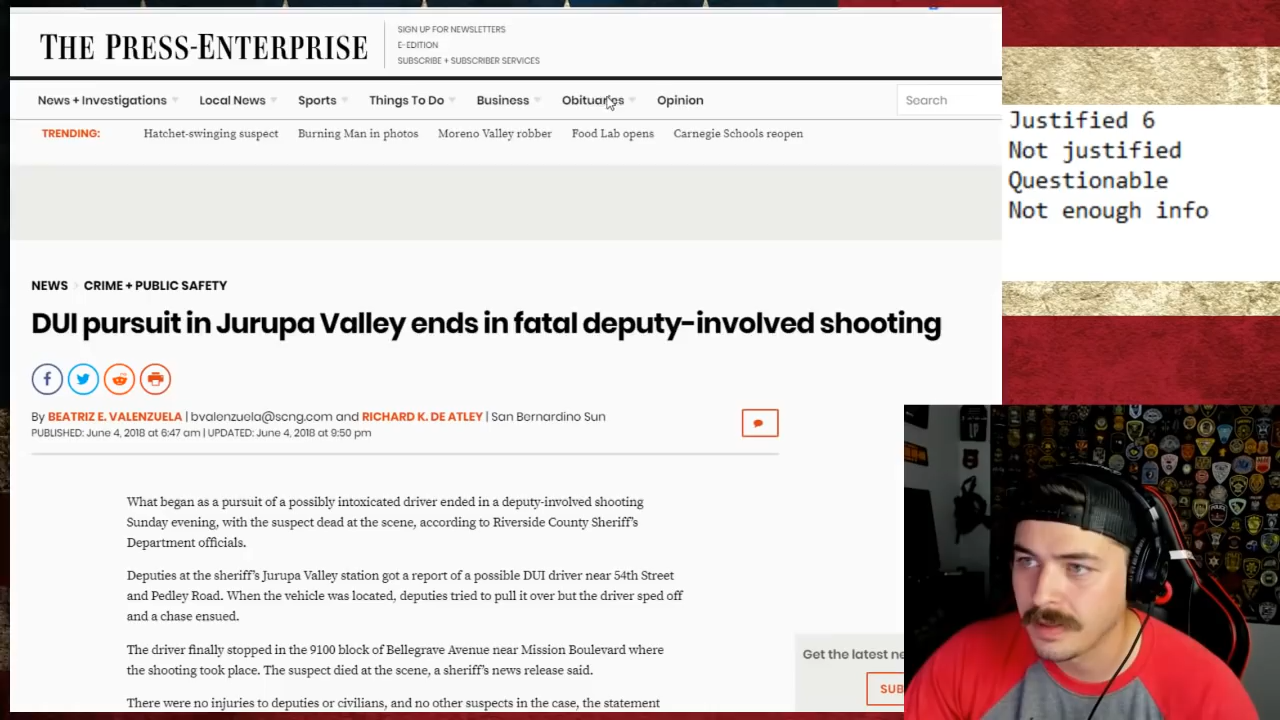 THE PRESS-ENTERPRISE
SIGN UP FOR NEWSLETTERS
E-EDITION
SUBSCRIBE + SUBSCRIBER SERVICES
News + Investigations Local News Sports Things To Do Business Obituaries Opinion Search
TRENDING: Hatchet-swinging suspect Burning Man in photos Moreno Valley robber Food Lab opens Carnegie Schools reopen
NEWS CRIME + PUBLIC SAFETY
DUI pursuit in Jurupa Valley ends in fatal deputy-involved shooting
By BEATRIZ E. VALENZUELA | bvalenzuela@scng.com and RICHARD K. DE ATLEY | San Bernardino Sun
PUBLISHED: June 4, 2018 at 6:47 am | UPDATED: June 4, 2018 at 9:50 pm
What began as a pursuit of a possibly intoxicated driver ended in a deputy-involved shooting
Sunday evening, with the suspect dead at the scene, according to Riverside County Sheriff's
Department officials.
Deputies at the sheriff's Jurupa Valley station got a report of a possible DUI driver near 54th Street
and Pedley Road. When the vehicle was located, deputies tried to pull it over but the driver sped off
and a chase ensued.
The driver finally stopped in the 9100 block of Bellegrave Avenue near Mission Boulevard where
the shooting took place. The suspect died at the scene, a sheriff's news release said.
There were no injuries to deputies or civilians, and no other suspects in the case, the statement
Get the latest ne
SUB
Justified 6
Not justified
Questionable
Not enough info